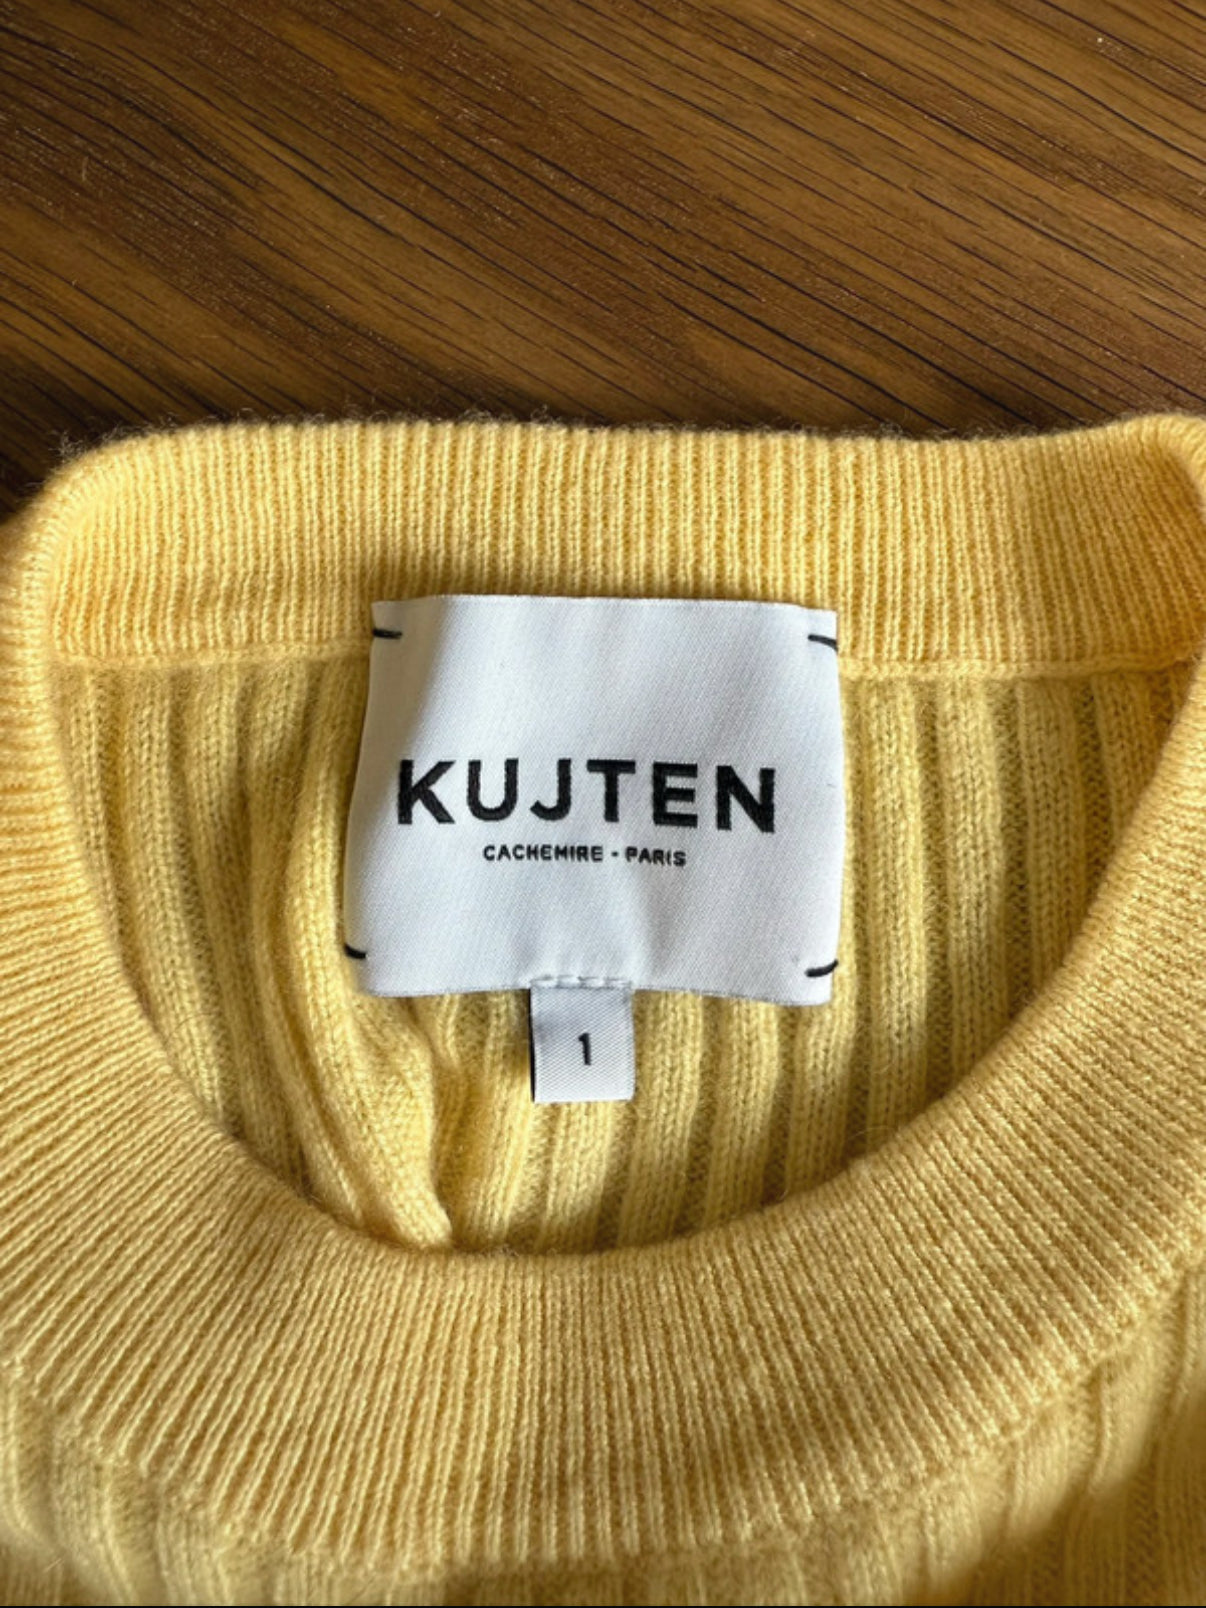 KUJTEN
CACHEMIRE - PARIS
1